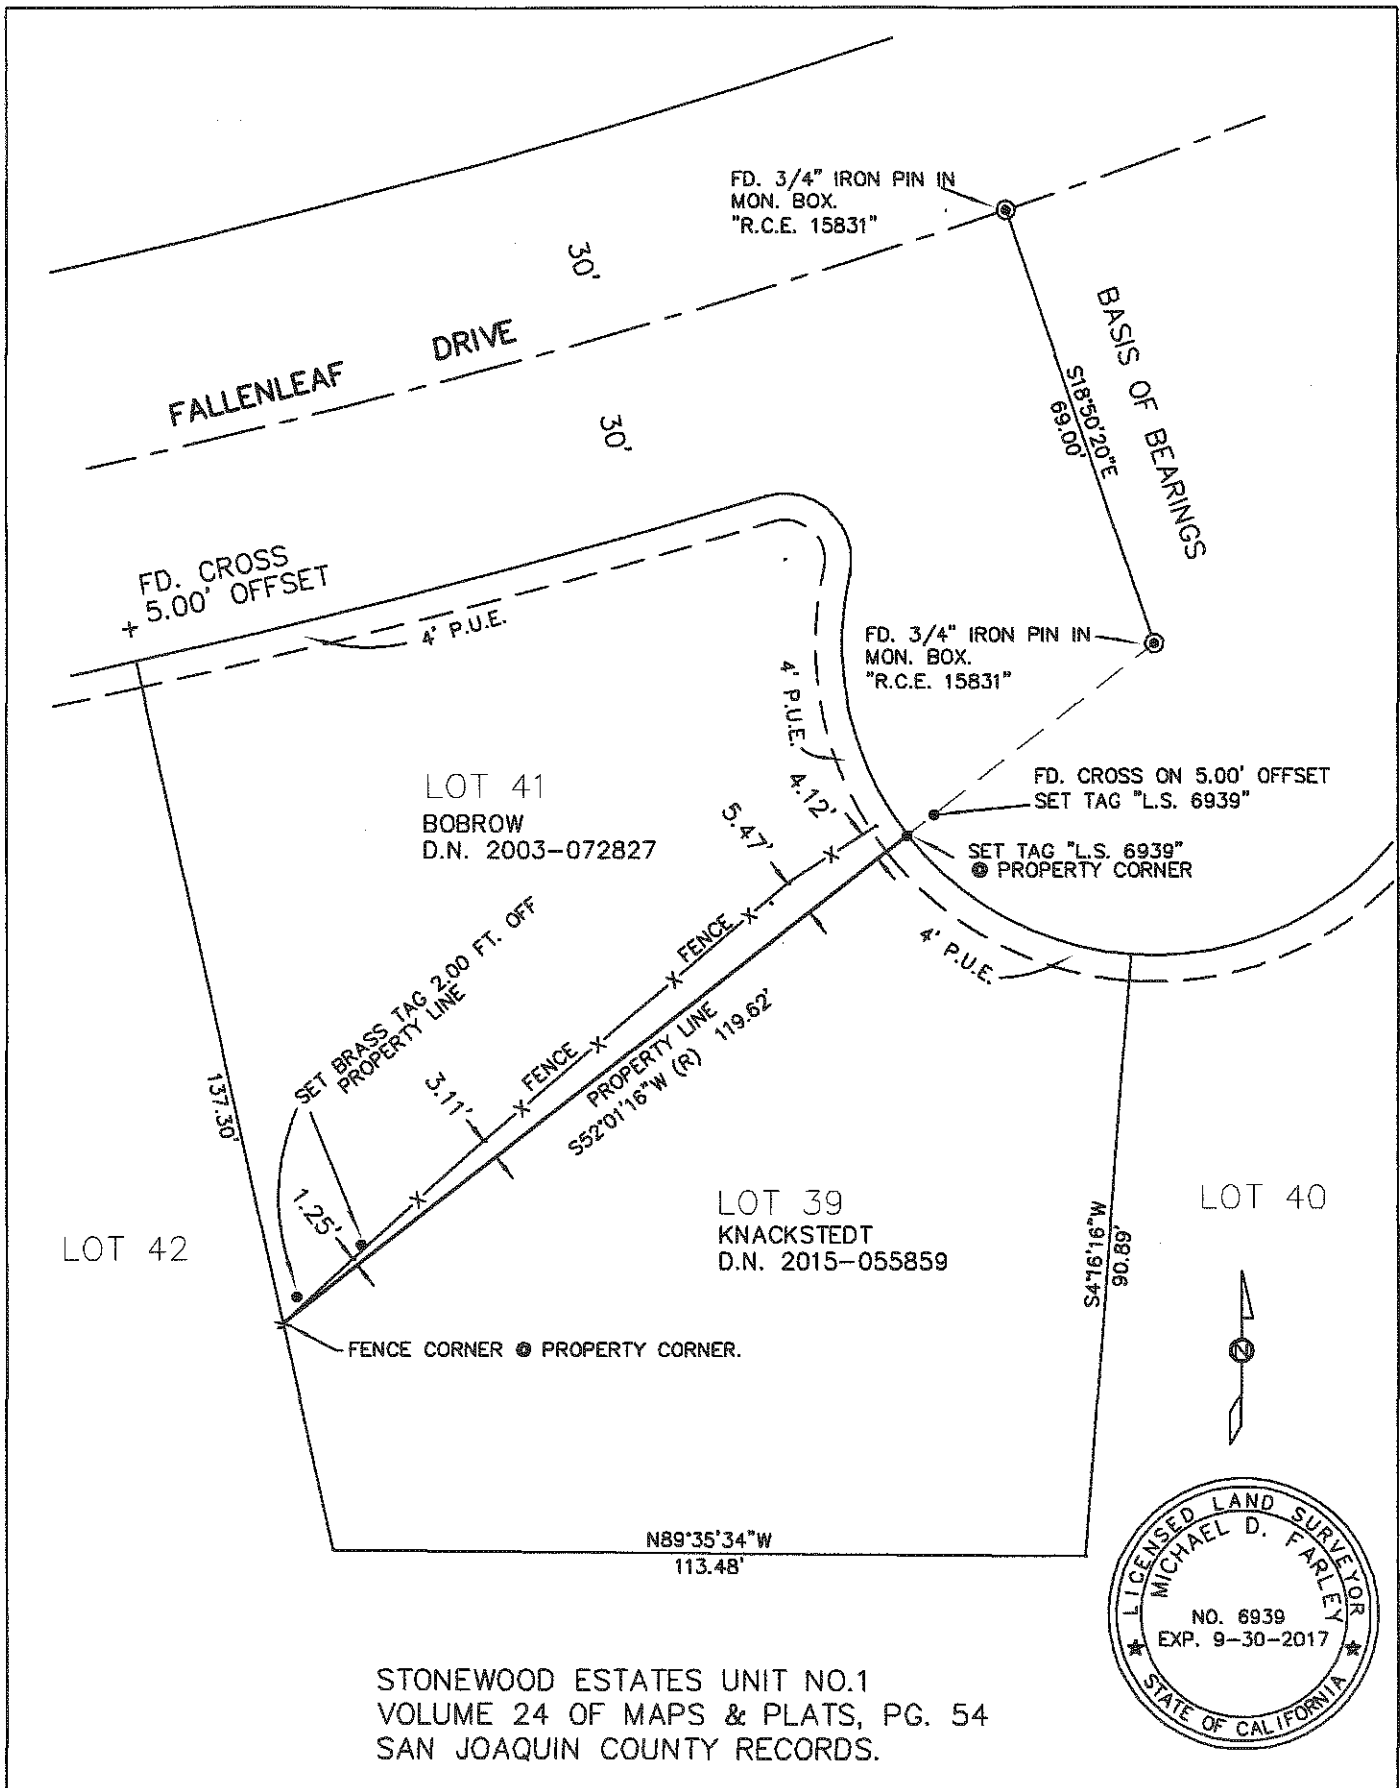 FD. 3/4" IRON PIN IN
MON. BOX.
"R.C.E. 15831"
30'
BASIS OF BEARINGS
S18°50'20"E
69.00'
FALLENLEAF DRIVE
30'
FD. CROSS
5.00' OFFSET
4' P.U.E.
FD. 3/4" IRON PIN IN
MON. BOX.
"R.C.E. 15831"
4' P.U.E.
LOT 41
BOBROW
D.N. 2003-072827
FD. CROSS ON 5.00' OFFSET
SET TAG "L.S. 6939"
4.12'
5.47'
SET TAG "L.S. 6939"
@ PROPERTY CORNER
4' P.U.E.
FENCE
SET BRASS TAG 2.00 FT. OFF
PROPERTY LINE
FENCE
PROPERTY LINE
S52°01'16"W (R) 119.62'
3.11'
137.30'
1.25'
LOT 42
LOT 39
KNACKSTEDT
D.N. 2015-055859
S4°16'16"W
90.89'
LOT 40
N
FENCE CORNER @ PROPERTY CORNER.
N89°35'34"W
113.48'
LICENSED LAND SURVEYOR
MICHAEL D. FARLEY
NO. 6939
EXP. 9-30-2017
STATE OF CALIFORNIA
STONEWOOD ESTATES UNIT NO.1
VOLUME 24 OF MAPS & PLATS, PG. 54
SAN JOAQUIN COUNTY RECORDS.